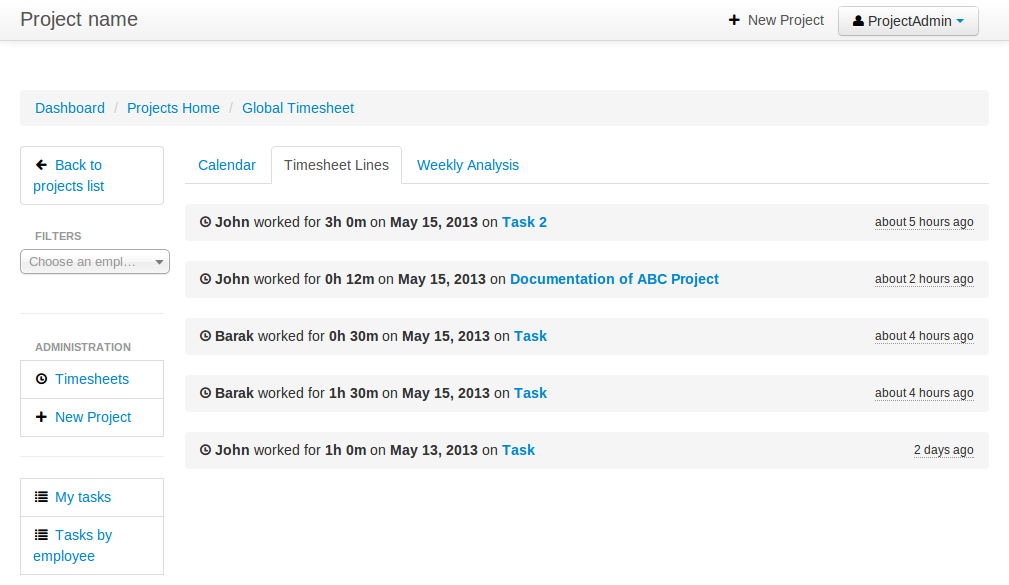 Project name
New Project
ProjectAdmin
Dashboard / Projects Home / Global Timesheet
Back to
projects list
FILTERS
Choose an empl...
ADMINISTRATION
Timesheets
New Project
My tasks
Tasks by
employee
Calendar
Timesheet Lines
Weekly Analysis
John worked for 3h 0m on May 15, 2013 on Task 2
about 5 hours ago
John worked for 0h 12m on May 15, 2013 on Documentation of ABC Project
about 2 hours ago
Barak worked for 0h 30m on May 15, 2013 on Task
about 4 hours ago
Barak worked for 1h 30m on May 15, 2013 on Task
about 4 hours ago
John worked for 1h 0m on May 13, 2013 on Task
2 days ago